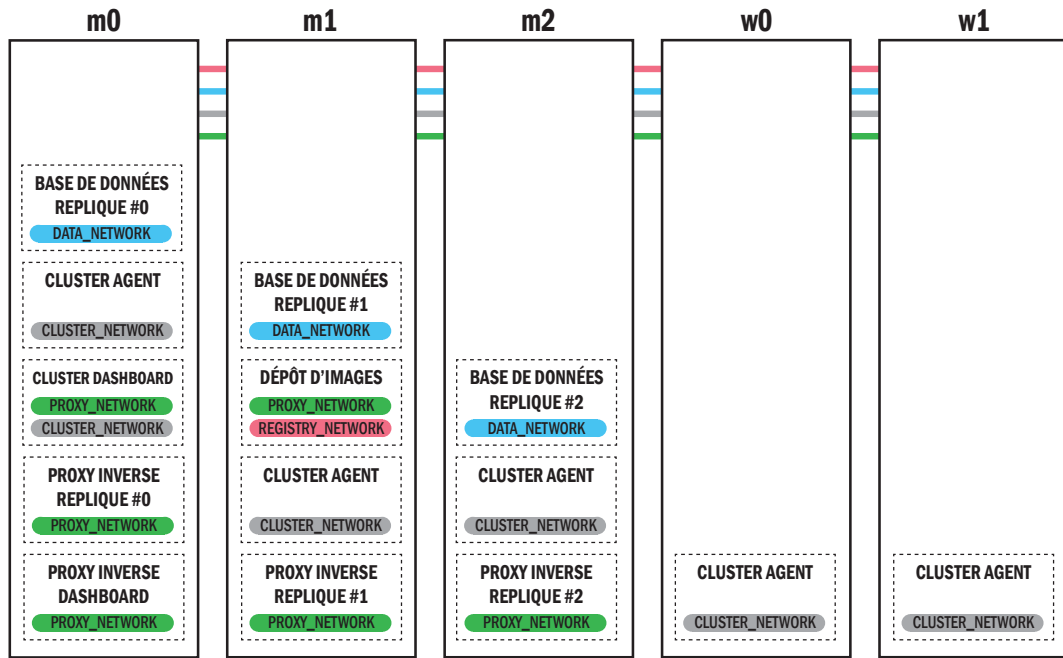 m0
m1
m2
w0
w1
BASE DE DONNÉES
REPLIQUE #0
DATA_NETWORK
CLUSTER AGENT
CLUSTER_NETWORK
CLUSTER DASHBOARD
PROXY_NETWORK
CLUSTER_NETWORK
PROXY INVERSE
REPLIQUE #0
PROXY_NETWORK
PROXY INVERSE
DASHBOARD
PROXY_NETWORK
BASE DE DONNÉES
REPLIQUE #1
DATA_NETWORK
DÉPÔT D'IMAGES
PROXY_NETWORK
REGISTRY_NETWORK
CLUSTER AGENT
CLUSTER_NETWORK
PROXY INVERSE
REPLIQUE #1
PROXY_NETWORK
BASE DE DONNÉES
REPLIQUE #2
DATA_NETWORK
CLUSTER AGENT
CLUSTER_NETWORK
PROXY INVERSE
REPLIQUE #2
PROXY_NETWORK
CLUSTER AGENT
CLUSTER_NETWORK
CLUSTER AGENT
CLUSTER_NETWORK